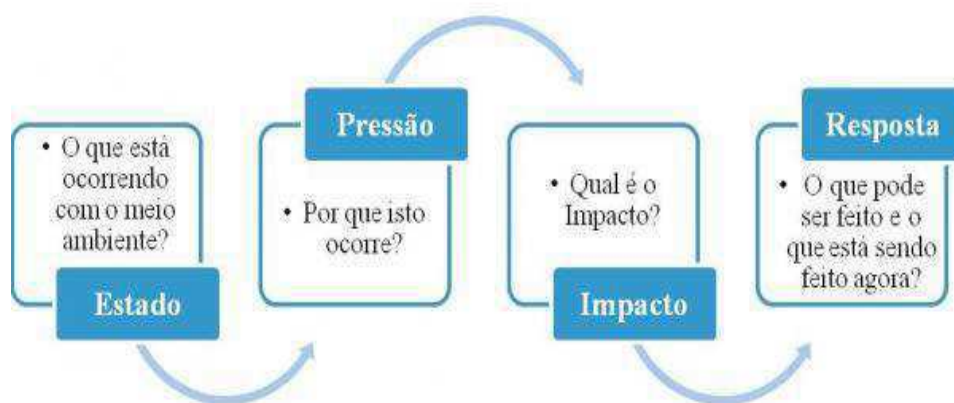 • O que está
ocorrendo
com o meio
ambiente?
Estado
Pressão
• Por que isto
ocorre?
• Qual é o
Impacto?
Impacto
Resposta
• O que pode
ser feito e o
que está sendo
feito agora?